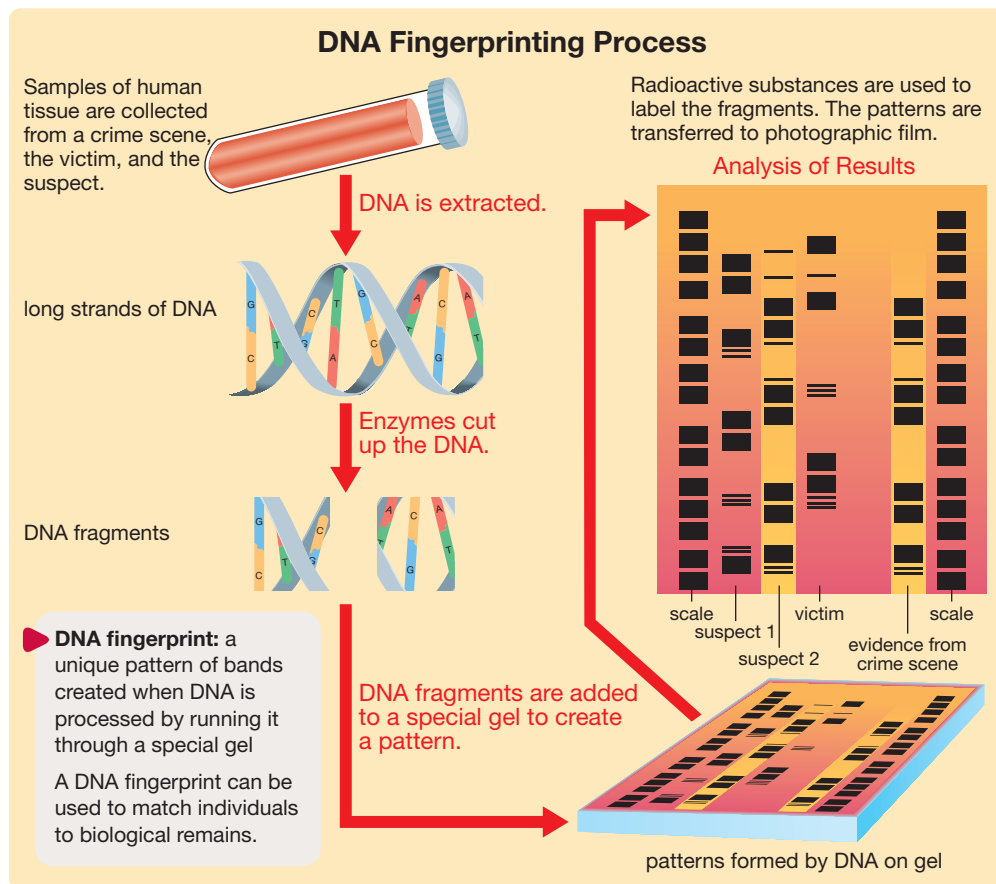 DNA Fingerprinting Process
Samples of human
tissue are collected
from a crime scene,
the victim, and the
suspect.
DNA is extracted.
long strands of DNA
G
C
T
C
G
T
A
G
C
A
T
C
G
A
T
Enzymes cut
up the DNA.
DNA fragments
G
C
T
C
G
A
T
C
G
A
T
DNA fingerprint: a
unique pattern of bands
created when DNA is
processed by running it
through a special gel
A DNA fingerprint can be
used to match individuals
to biological remains.
DNA fragments are added
to a special gel to create
a pattern.
Radioactive substances are used to
label the fragments. The patterns are
transferred to photographic film.
Analysis of Results
scale
suspect 1
suspect 2
victim
evidence from
crime scene
scale
patterns formed by DNA on gel